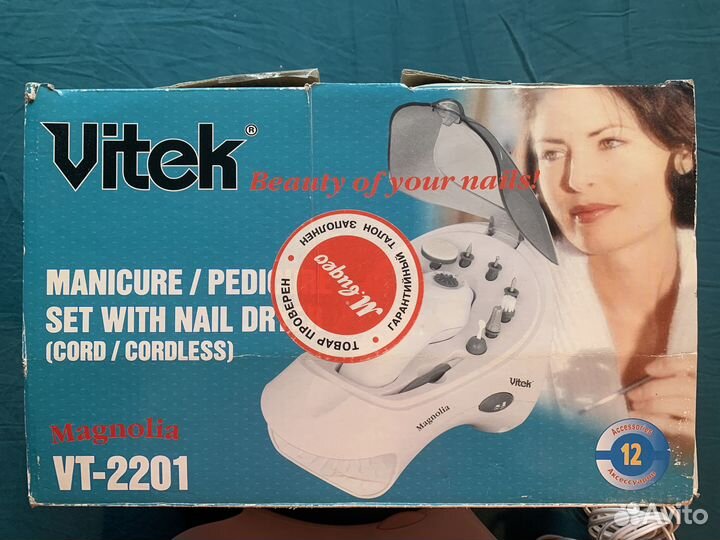 Vitek®
Beauty of your nails!
MANICURE / PEDIC
SET WITH NAIL DR
(CORD / CORDLESS)
ТОВАР ПРОВЕРЕН • ГАРАНТИЙНЫЙ ТАЛОН ЗАПОЛНЕН •
М.видео
Vitek
Magnolia
Magnolia
VT-2201
Accessories
12
Аксессуары
Avito